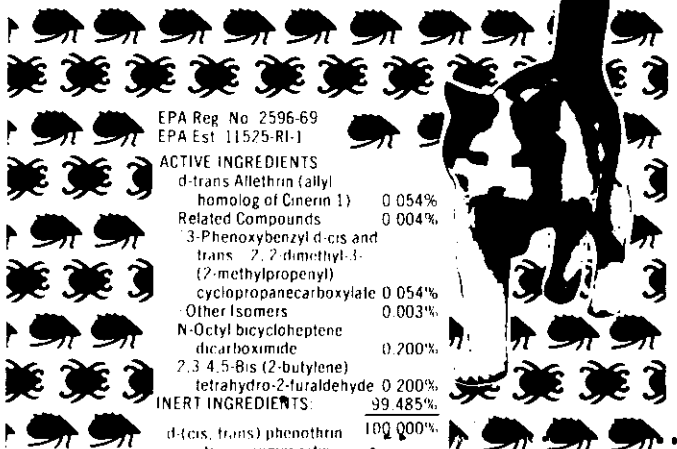 EPA Reg No 2596-69
EPA Est 11525-RI-1
ACTIVE INGREDIENTS
d-trans Allethrin (allyl
homolog of Cinerin 1) 0.054%
Related Compounds 0.004%
3-Phenoxybenzyl d-cis and
trans 2, 2-dimethyl-3-
(2-methylpropenyl)
cyclopropanecarboxylate 0.054%
Other Isomers 0.003%
N-Octyl bicycloheptene
dicarboximide 0.200%
2,3 4,5-Bis (2-butylene)
tetrahydro-2-furaldehyde 0.200%
INERT INGREDIENTS: 99.485%
100.000%
d-(cis, trans) phenothrin